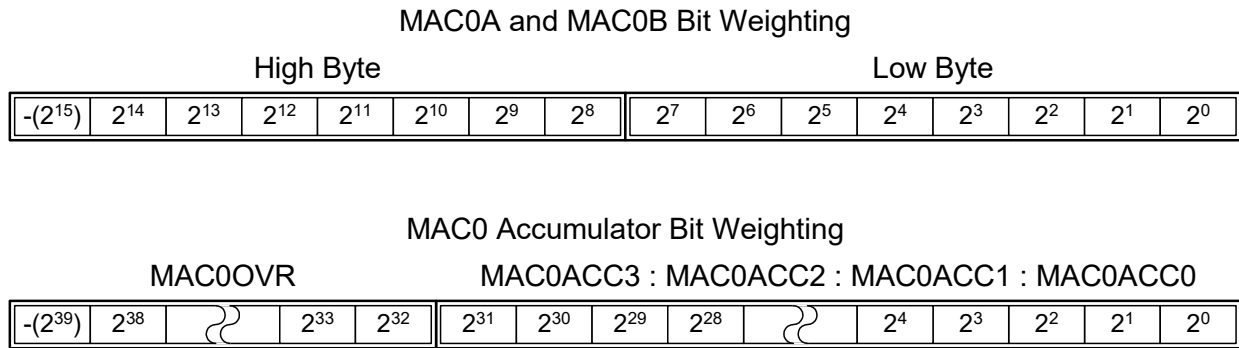 MAC0A and MAC0B Bit Weighting
High Byte Low Byte
-(2¹⁵) 2¹⁴ 2¹³ 2¹² 2¹¹ 2¹⁰ 2⁹ 2⁸ 2⁷ 2⁶ 2⁵ 2⁴ 2³ 2² 2¹ 2⁰
MAC0 Accumulator Bit Weighting
MAC0OVR MAC0ACC3 : MAC0ACC2 : MAC0ACC1 : MAC0ACC0
-(2³⁹) 2³⁸ 2³³ 2³² 2³¹ 2³⁰ 2²⁹ 2²⁸ 2⁴ 2³ 2² 2¹ 2⁰